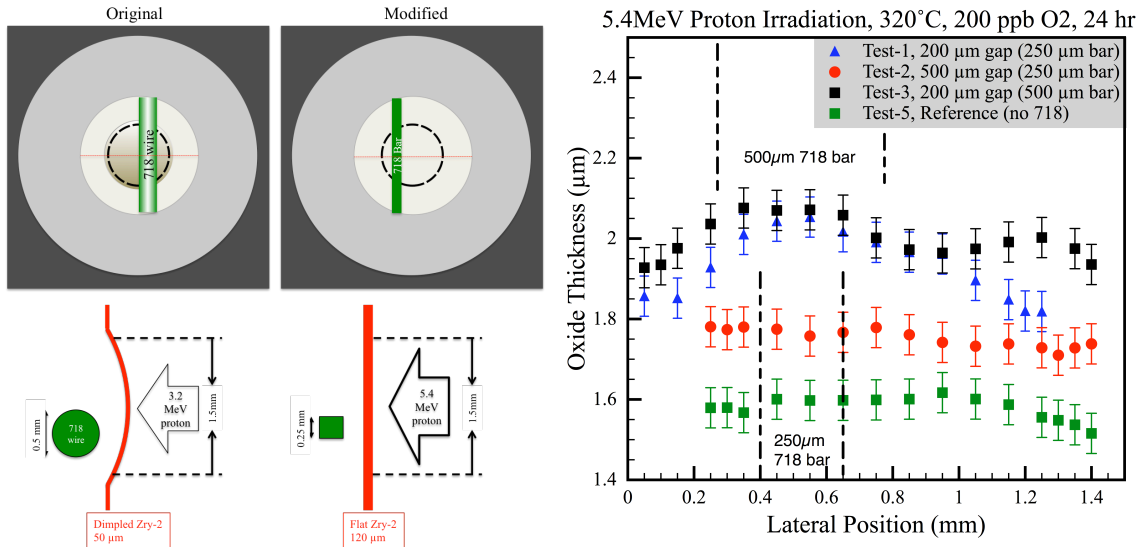 Original
Modified
718 wire
718 Bar
0.5 mm
718
wire
3.2
MeV
proton
1.5mm
Dimpled Zry-2
50 µm
0.25 mm
5.4
MeV
proton
1.5mm
Flat Zry-2
120 µm
5.4MeV Proton Irradiation, 320˚C, 200 ppb O2, 24 hr
Test-1, 200 µm gap (250 µm bar)
Test-2, 500 µm gap (250 µm bar)
Test-3, 200 µm gap (500 µm bar)
Test-5, Reference (no 718)
500µm 718 bar
250µm
718 bar
Oxide Thickness (µm)
2.4
2.2
2
1.8
1.6
1.4
0 0.2 0.4 0.6 0.8 1 1.2 1.4
Lateral Position (mm)